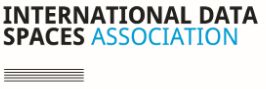 INTERNATIONAL DATA
SPACES ASSOCIATION